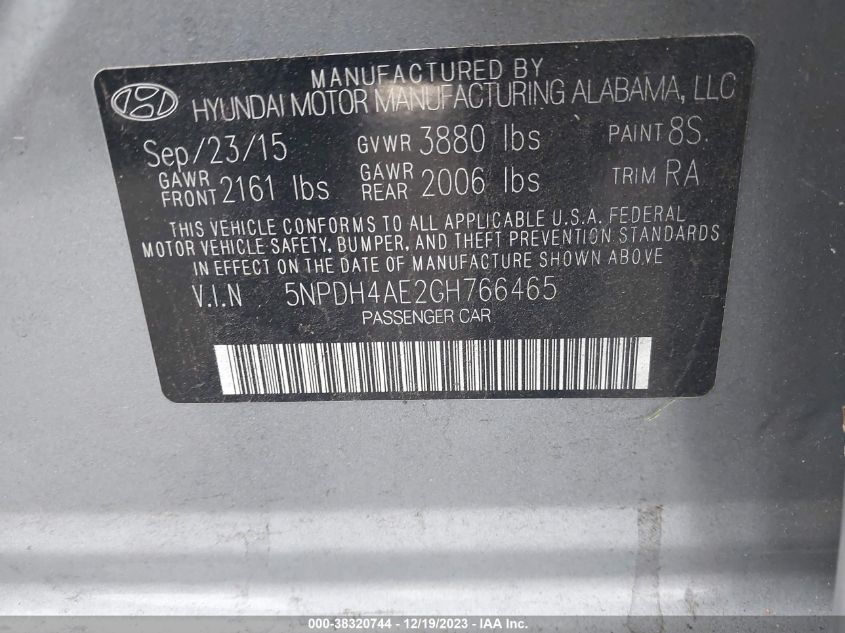 MANUFACTURED BY
HYUNDAI MOTOR MANUFACTURING ALABAMA, LLC
Sep/23/15 GVWR 3880 lbs PAINT 8S.
GAWR FRONT 2161 lbs GAWR REAR 2006 lbs TRIM RA
THIS VEHICLE CONFORMS TO ALL APPLICABLE U.S.A. FEDERAL
MOTOR VEHICLE SAFETY, BUMPER, AND THEFT PREVENTION STANDARDS
IN EFFECT ON THE DATE OF MANUFACTURE SHOWN ABOVE
V.I.N 5NPDH4AE2GH766465
PASSENGER CAR
000-38320744 - 12/19/2023 - IAA Inc.